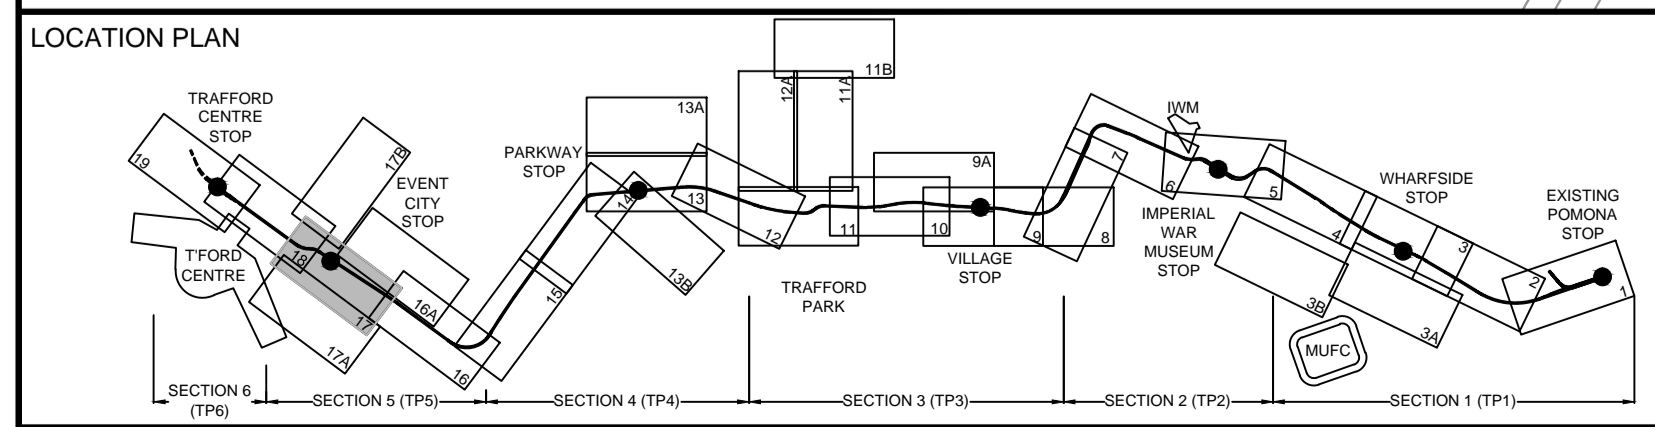 LOCATION PLAN
11B
12A
11A
13A
TRAFFORD
CENTRE
STOP
19
17B
PARKWAY
STOP
EVENT
CITY
STOP
14
13
9A
IWM
7
6
5
WHARFSIDE
STOP
EXISTING
POMONA
STOP
T'FORD
CENTRE
18
12
11
10
9
8
IMPERIAL
WAR
MUSEUM
STOP
4
3
VILLAGE
STOP
13B
15
16A
17
17A
16
TRAFFORD
PARK
3B
3A
2
1
MUFC
SECTION 6
(TP6)
SECTION 5 (TP5)
SECTION 4 (TP4)
SECTION 3 (TP3)
SECTION 2 (TP2)
SECTION 1 (TP1)